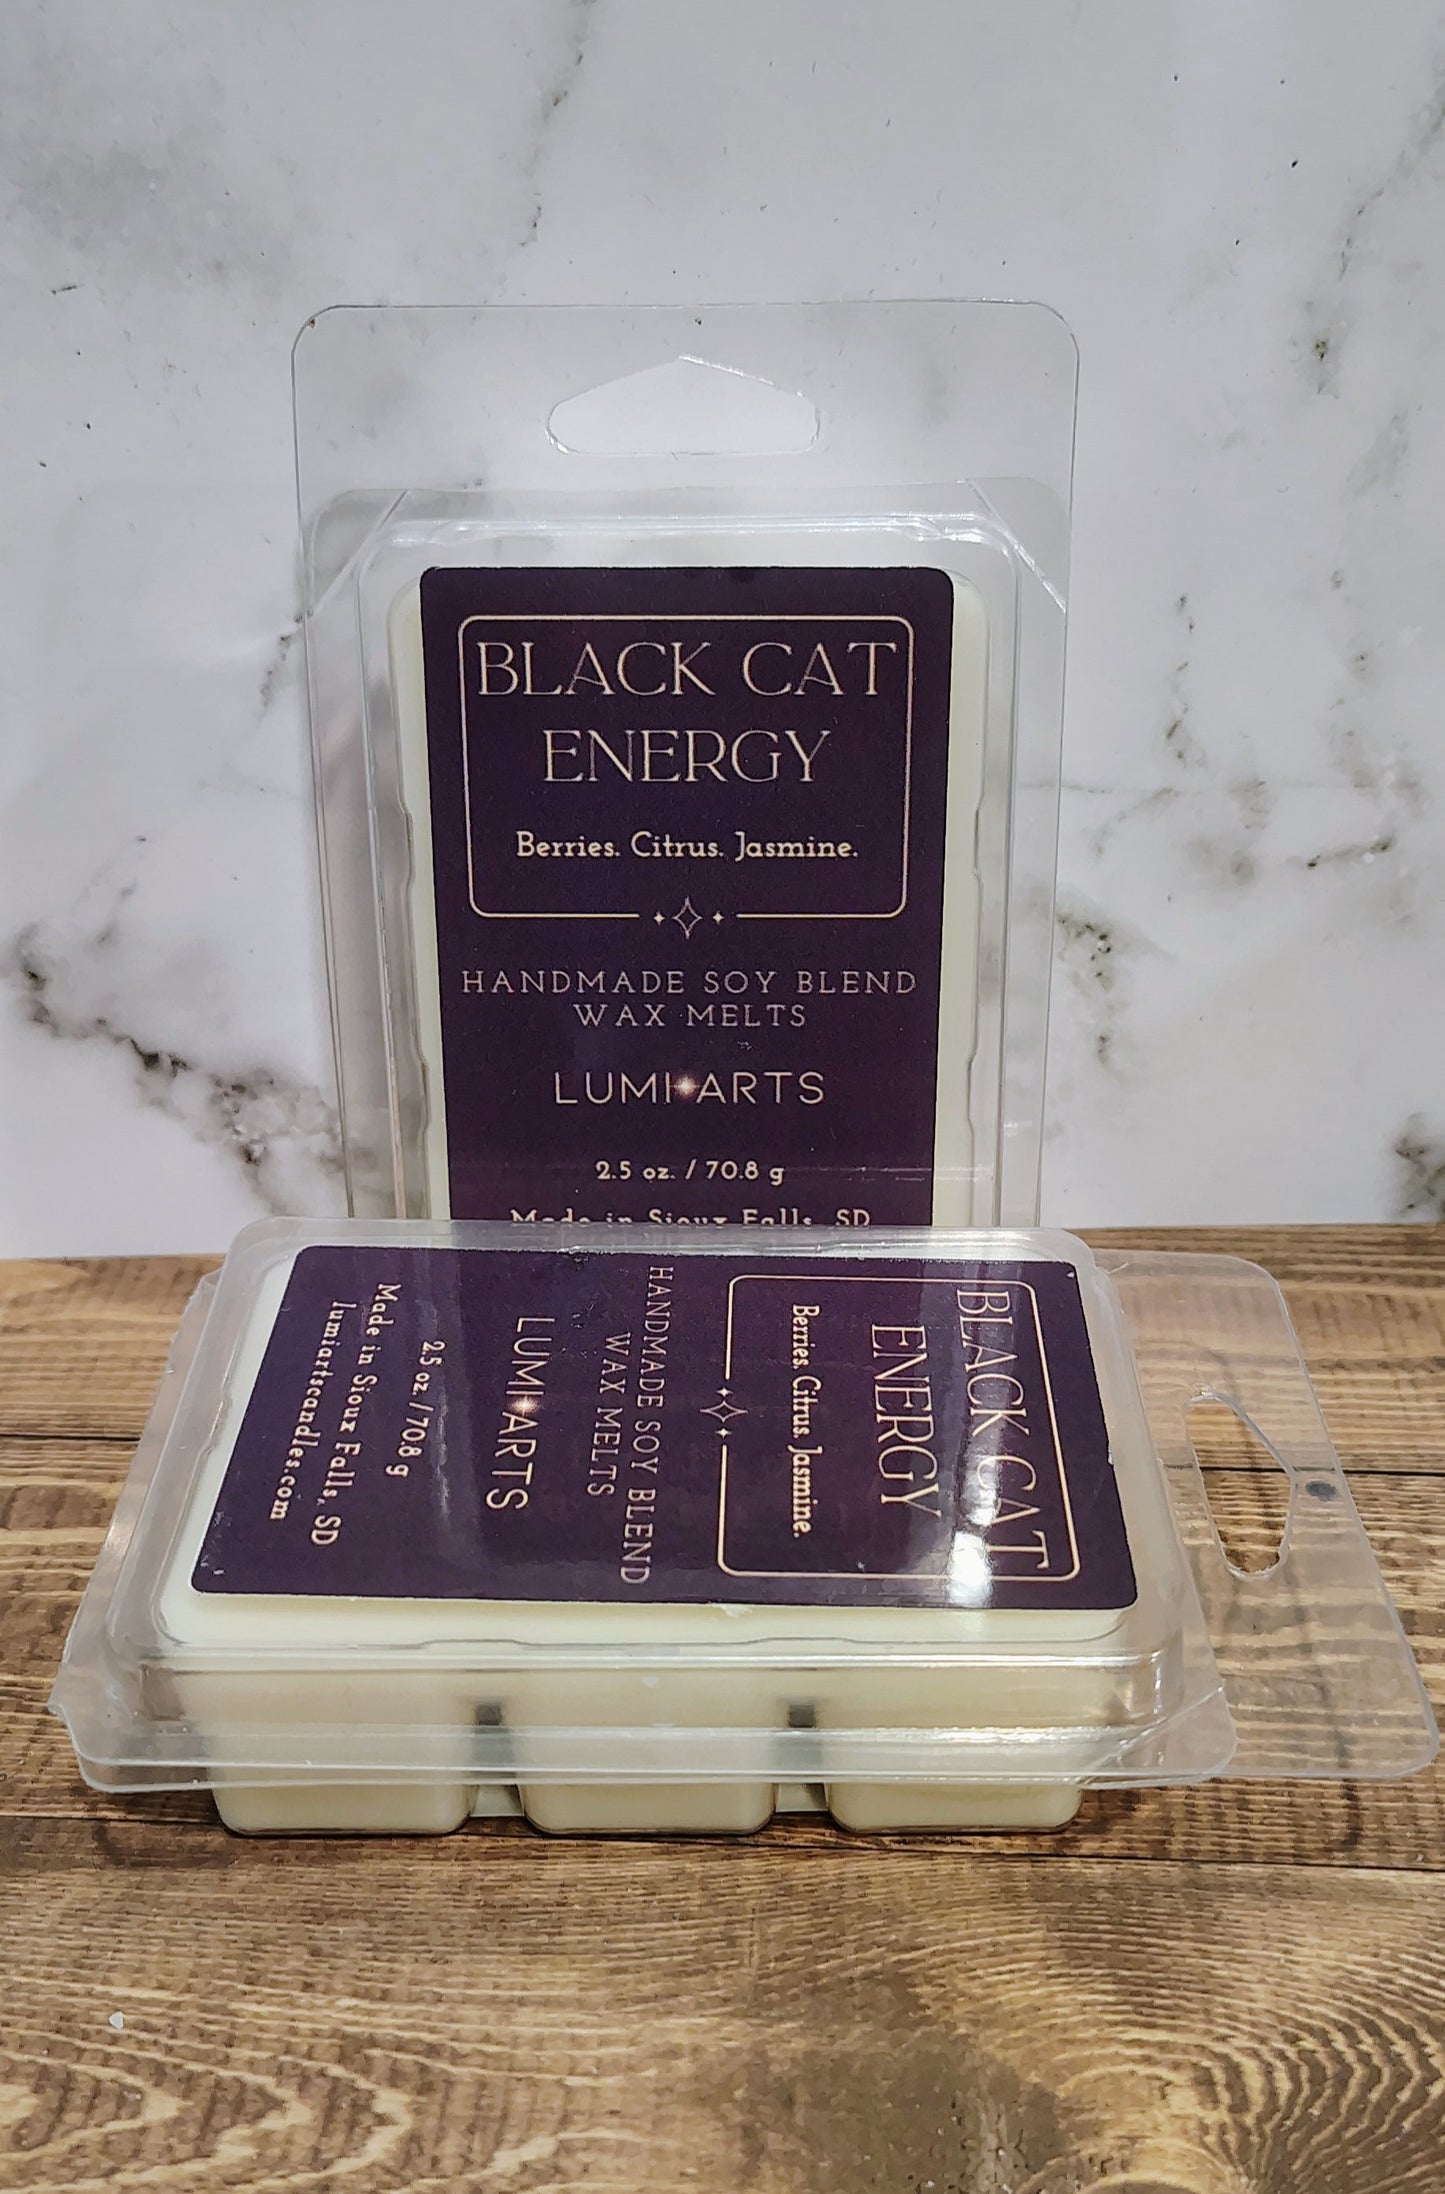 BLACK CAT
ENERGY
Berries. Citrus. Jasmine.
HANDMADE SOY BLEND
WAX MELTS
LUMI ARTS
2.5 oz. / 70.8 g
Made in Sioux Falls, SD
BLACK CAT
ENERGY
Berries. Citrus. Jasmine.
HANDMADE SOY BLEND
WAX MELTS
LUMI ARTS
2.5 oz. / 70.8 g
Made in Sioux Falls, SD
lumiartscandles.com